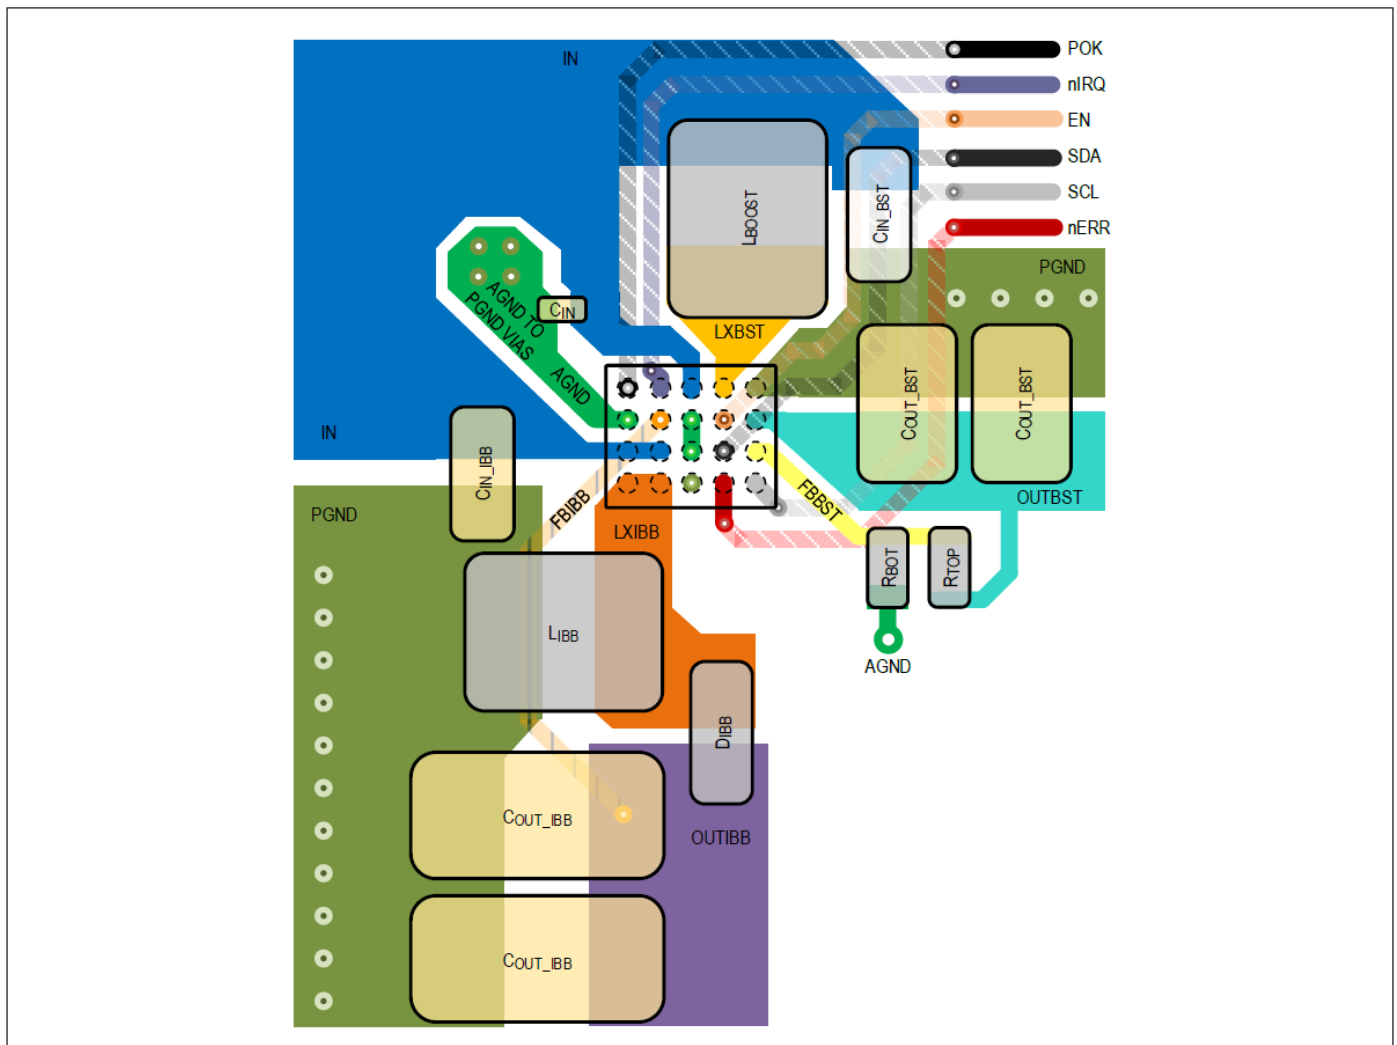 IN
POK
nIRQ
EN
SDA
SCL
nERR
LBOOST
CIN_BST
PGND
AGND TO
PGND VIAS
CIN
LXBST
AGND
IN
CIN_IBB
COUT_BST
COUT_BST
OUTBST
PGND
FBIBB
LXIBB
FBBST
RBOT
RTOP
LIBB
AGND
DIBB
COUT_IBB
OUTIBB
COUT_IBB